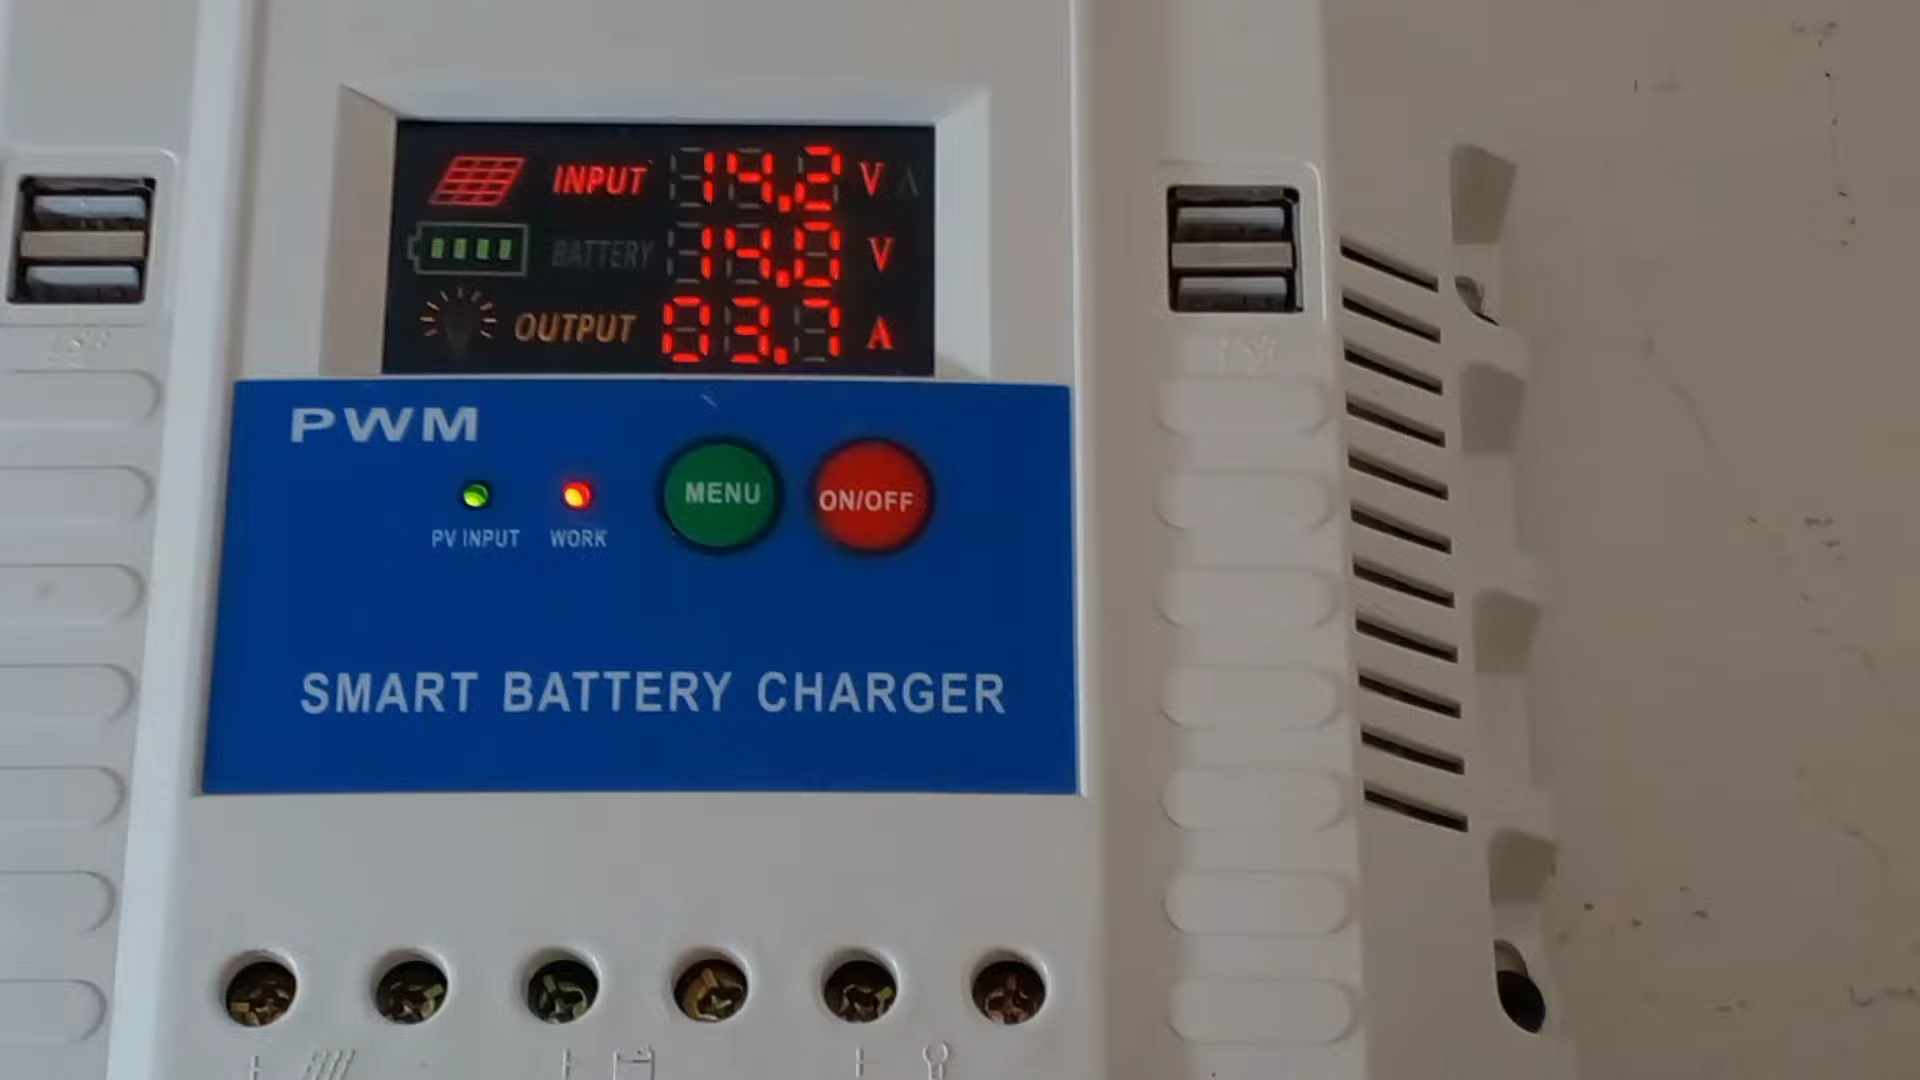 INPUT 14.2 V
BATTERY 14.0 V
OUTPUT 03.7 A
PWM
PV INPUT WORK MENU ON/OFF
SMART BATTERY CHARGER